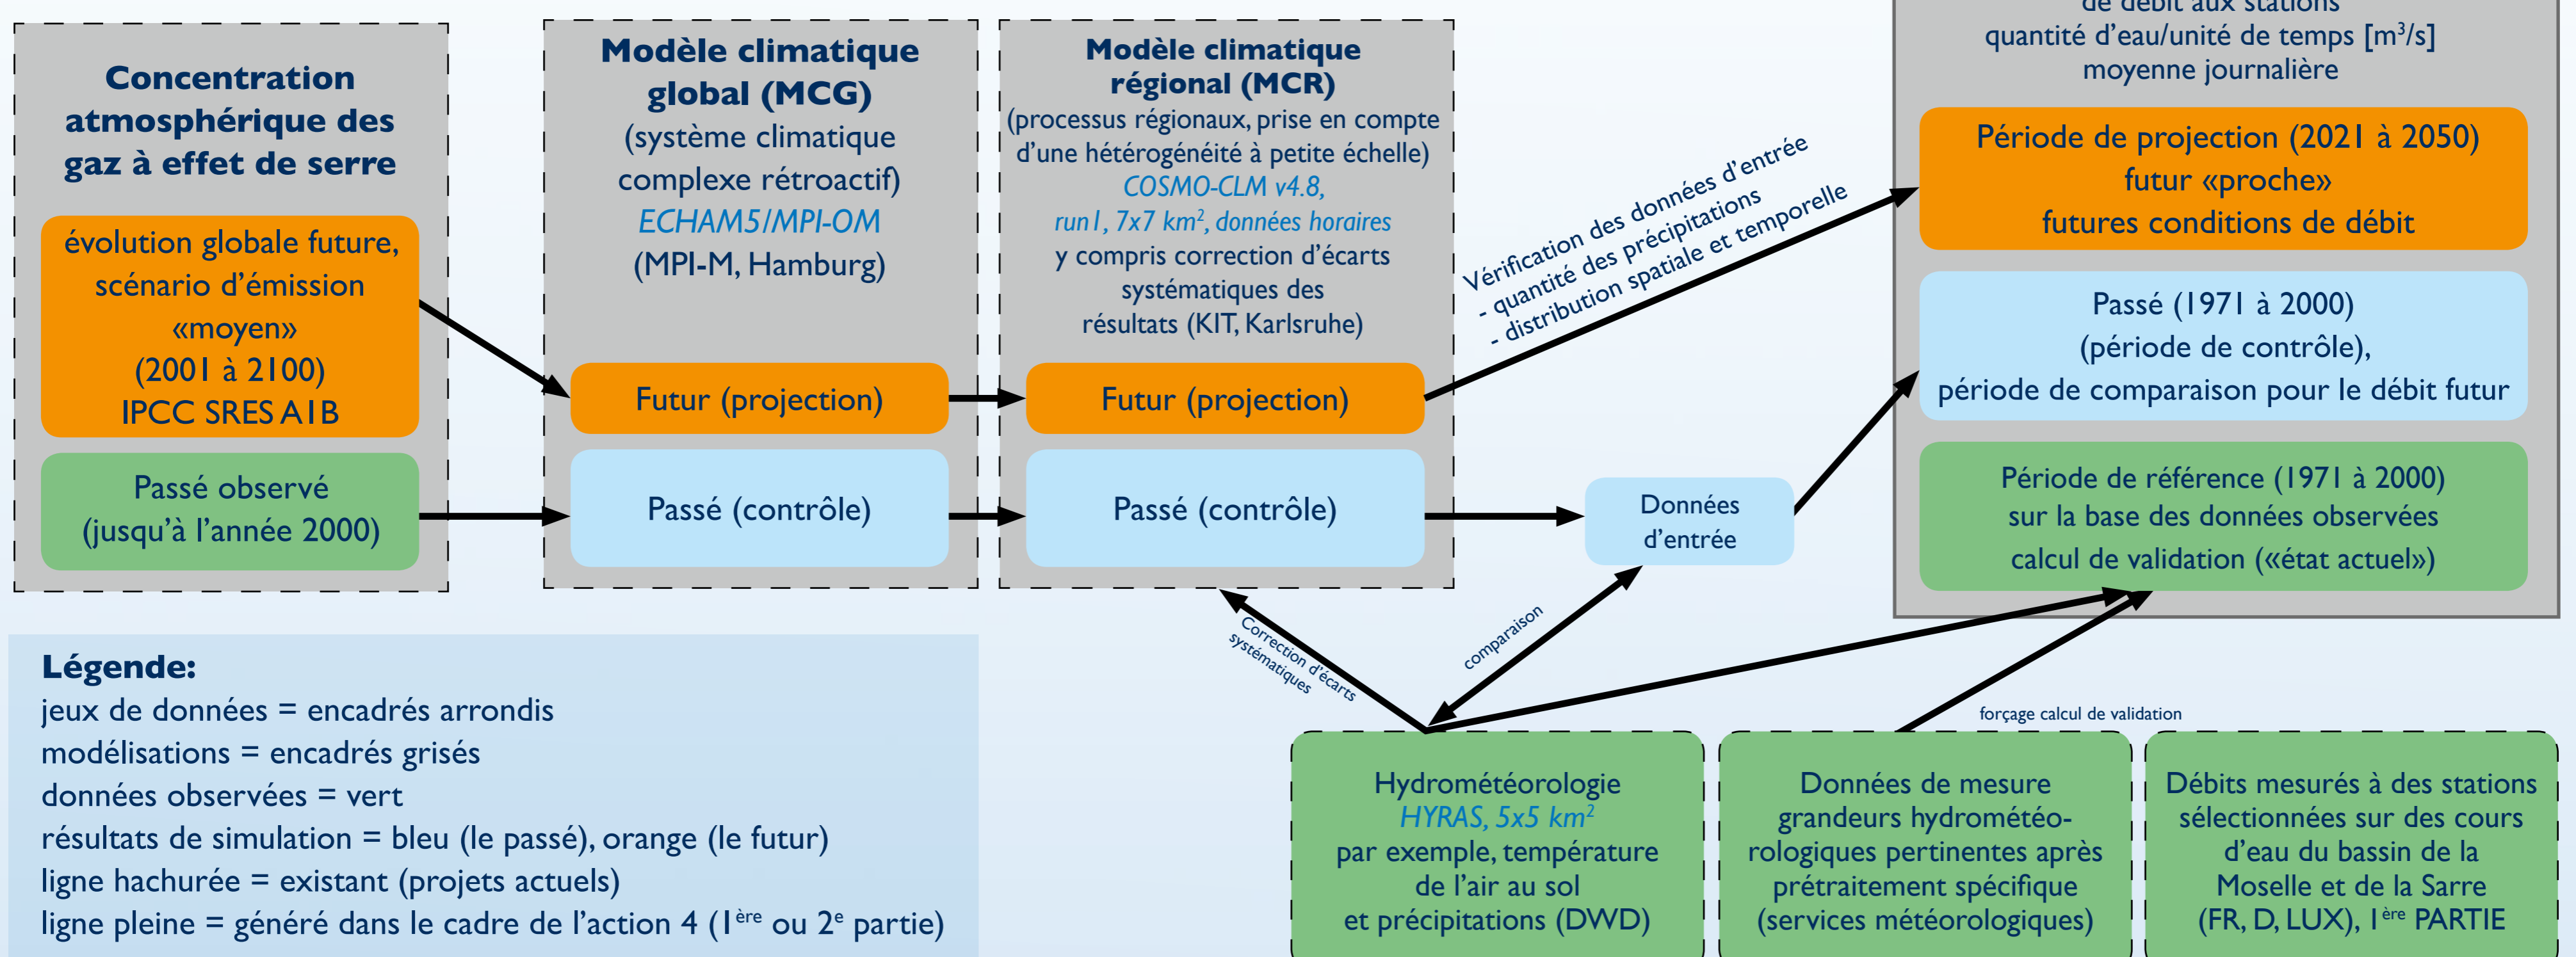 Concentration
atmosphérique des
gaz à effet de serre
évolution globale future,
scénario d'émission
«moyen»
(2001 à 2100)
IPCC SRES A1B
Passé observé
(jusqu'à l'année 2000)
Modèle climatique
global (MCG)
(système climatique
complexe rétroactif)
ECHAM5/MPI-OM
(MPI-M, Hamburg)
Futur (projection)
Passé (contrôle)
Modèle climatique
régional (MCR)
(processus régionaux, prise en compte
d'une hétérogénéité à petite échelle)
COSMO-CLM v4.8,
run1, 7x7 km², données horaires
y compris correction d'écarts
systématiques des
résultats (KIT, Karlsruhe)
Futur (projection)
Passé (contrôle)
Vérification des données d'entrée
- quantité des précipitations
- distribution spatiale et temporelle
Données
d'entrée
de débit aux stations
quantité d'eau/unité de temps [m³/s]
moyenne journalière
Période de projection (2021 à 2050)
futur «proche»
futures conditions de débit
Passé (1971 à 2000)
(période de contrôle),
période de comparaison pour le débit futur
Période de référence (1971 à 2000)
sur la base des données observées
calcul de validation («état actuel»)
Correction d'écarts
systématiques
comparaison
forçage calcul de validation
Légende:
jeux de données = encadrés arrondis
modélisations = encadrés grisés
données observées = vert
résultats de simulation = bleu (le passé), orange (le futur)
ligne hachurée = existant (projets actuels)
ligne pleine = généré dans le cadre de l'action 4 (1ère ou 2e partie)
Hydrométéorologie
HYRAS, 5x5 km²
par exemple, température
de l'air au sol
et précipitations (DWD)
Données de mesure
grandeurs hydrométéo-
rologiques pertinentes après
prétraitement spécifique
(services météorologiques)
Débits mesurés à des stations
sélectionnées sur des cours
d'eau du bassin de la
Moselle et de la Sarre
(FR, D, LUX), 1ère PARTIE